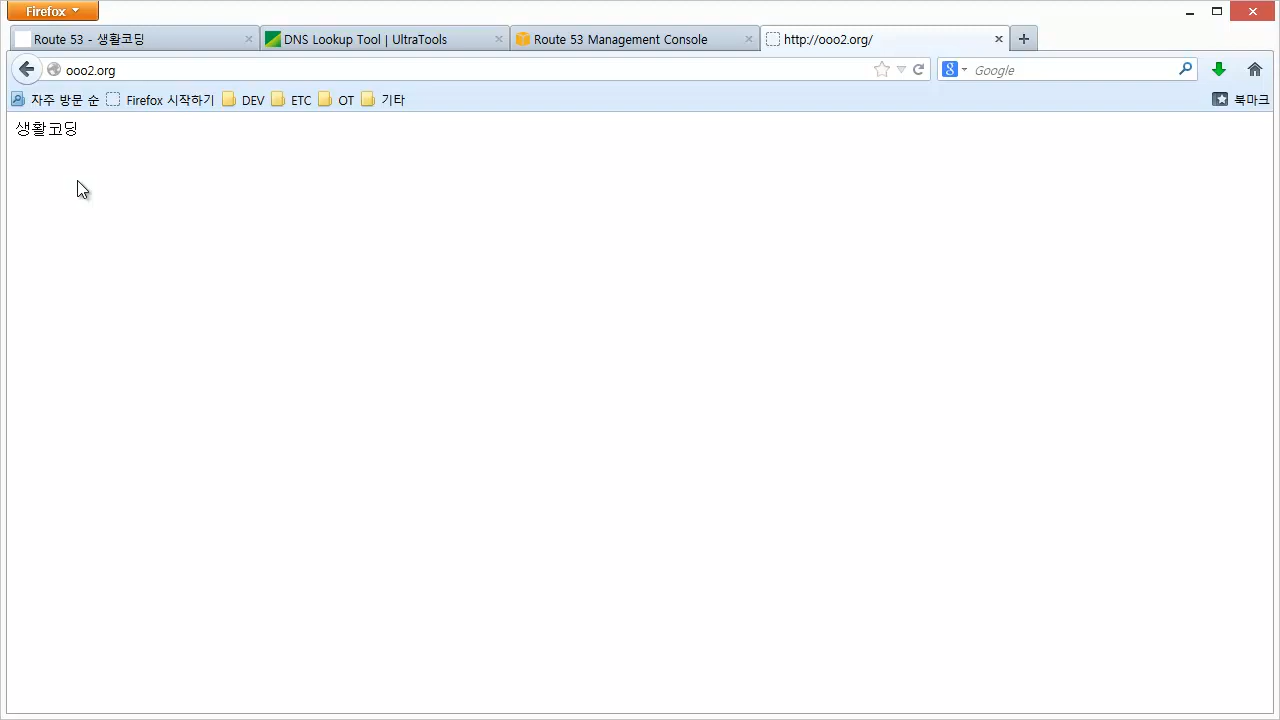 Firefox
Route 53 - 생활코딩
DNS Lookup Tool | UltraTools
Route 53 Management Console
http://ooo2.org/
ooo2.org
8 Google
자주 방문 순 Firefox 시작하기 DEV ETC OT 기타 북마크
생활코딩